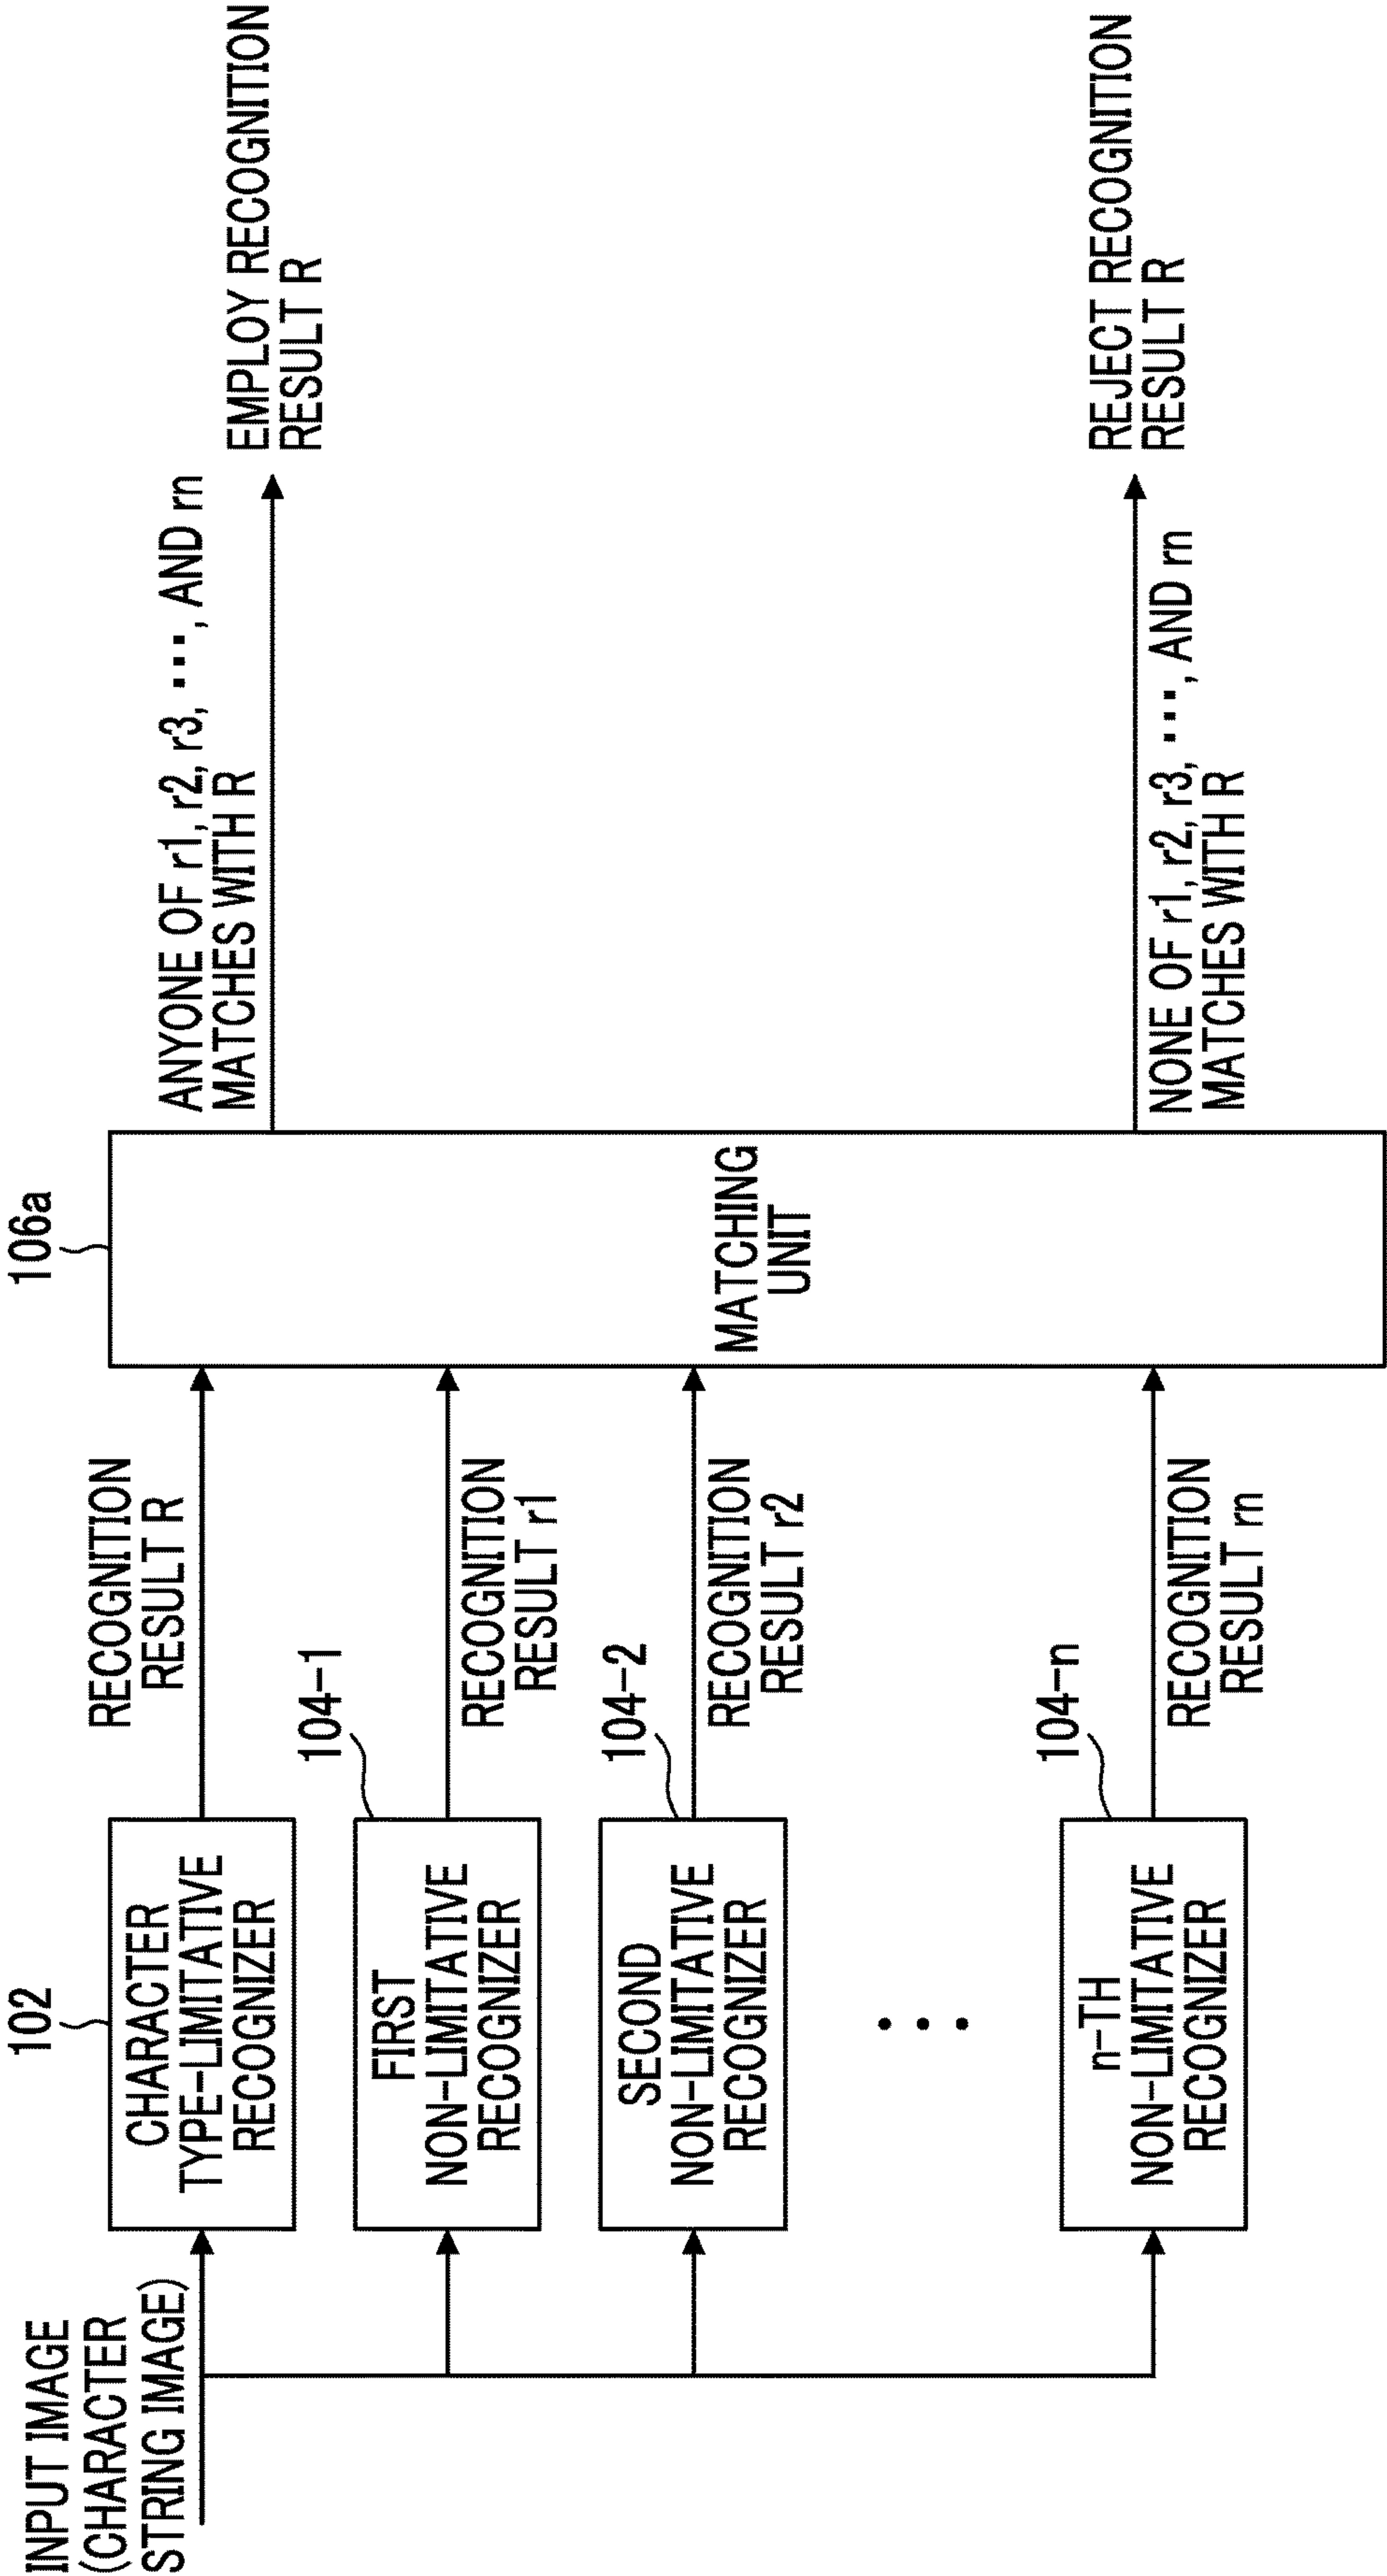 INPUT IMAGE
(CHARACTER
STRING IMAGE)
102
CHARACTER
TYPE-LIMITATIVE
RECOGNIZER
RECOGNITION
RESULT R
104-1
FIRST
NON-LIMITATIVE
RECOGNIZER
RECOGNITION
RESULT r1
104-2
SECOND
NON-LIMITATIVE
RECOGNIZER
RECOGNITION
RESULT r2
104-n
n-TH
NON-LIMITATIVE
RECOGNIZER
RECOGNITION
RESULT rn
106a
MATCHING
UNIT
ANYONE OF r1, r2, r3, ···, AND rn
MATCHES WITH R
EMPLOY RECOGNITION
RESULT R
NONE OF r1, r2, r3, ···, AND rn
MATCHES WITH R
REJECT RECOGNITION
RESULT R